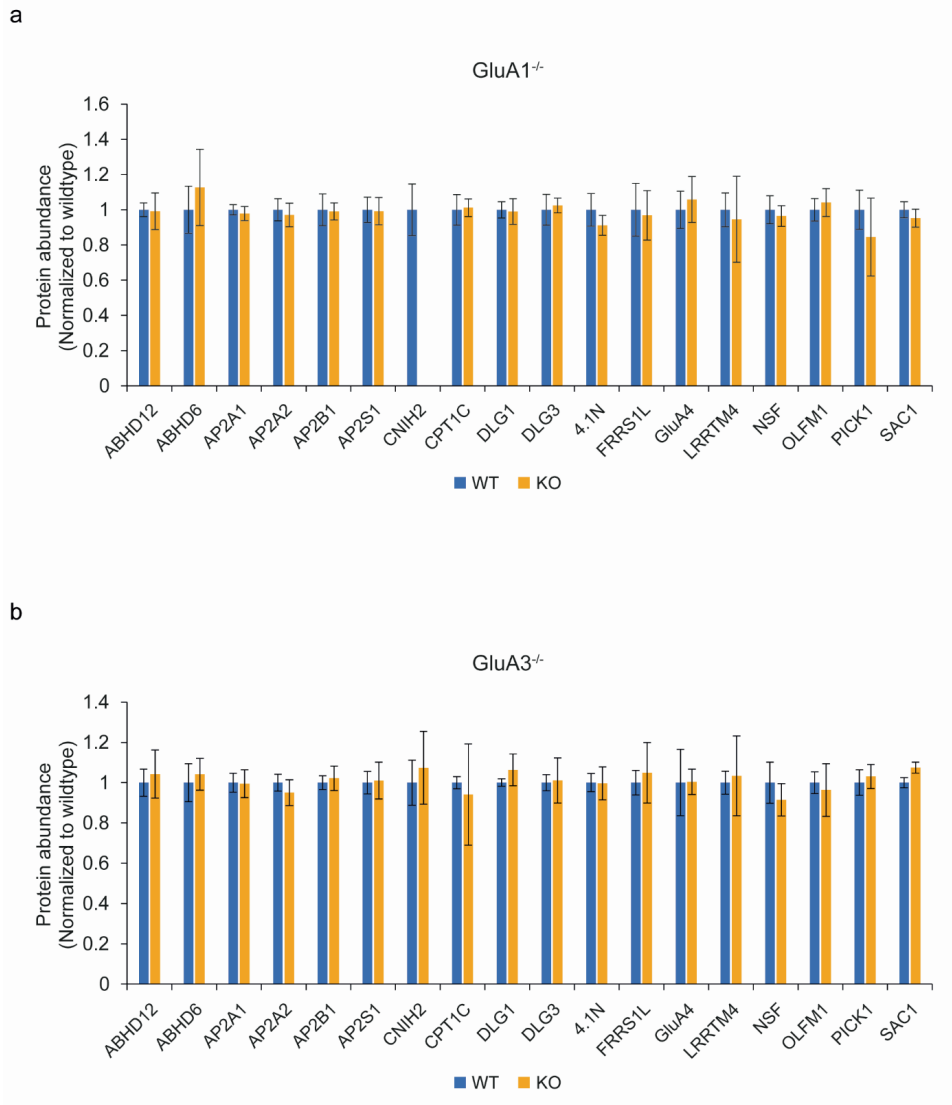 a
GluA1-/-
Protein abundance
(Normalized to wildtype)
1.6
1.4
1.2
1
0.8
0.6
0.4
0.2
0
ABHD12
ABHD6
AP2A1
AP2A2
AP2B1
AP2S1
CNIH2
CPT1C
DLG1
DLG3
4.1N
FRRS1L
GluA4
LRRTM4
NSF
OLFM1
PICK1
SAC1
WT KO
b
GluA3-/-
Protein abundance
(Normalized to wildtype)
1.4
1.2
1
0.8
0.6
0.4
0.2
0
ABHD12
ABHD6
AP2A1
AP2A2
AP2B1
AP2S1
CNIH2
CPT1C
DLG1
DLG3
4.1N
FRRS1L
GluA4
LRRTM4
NSF
OLFM1
PICK1
SAC1
WT KO